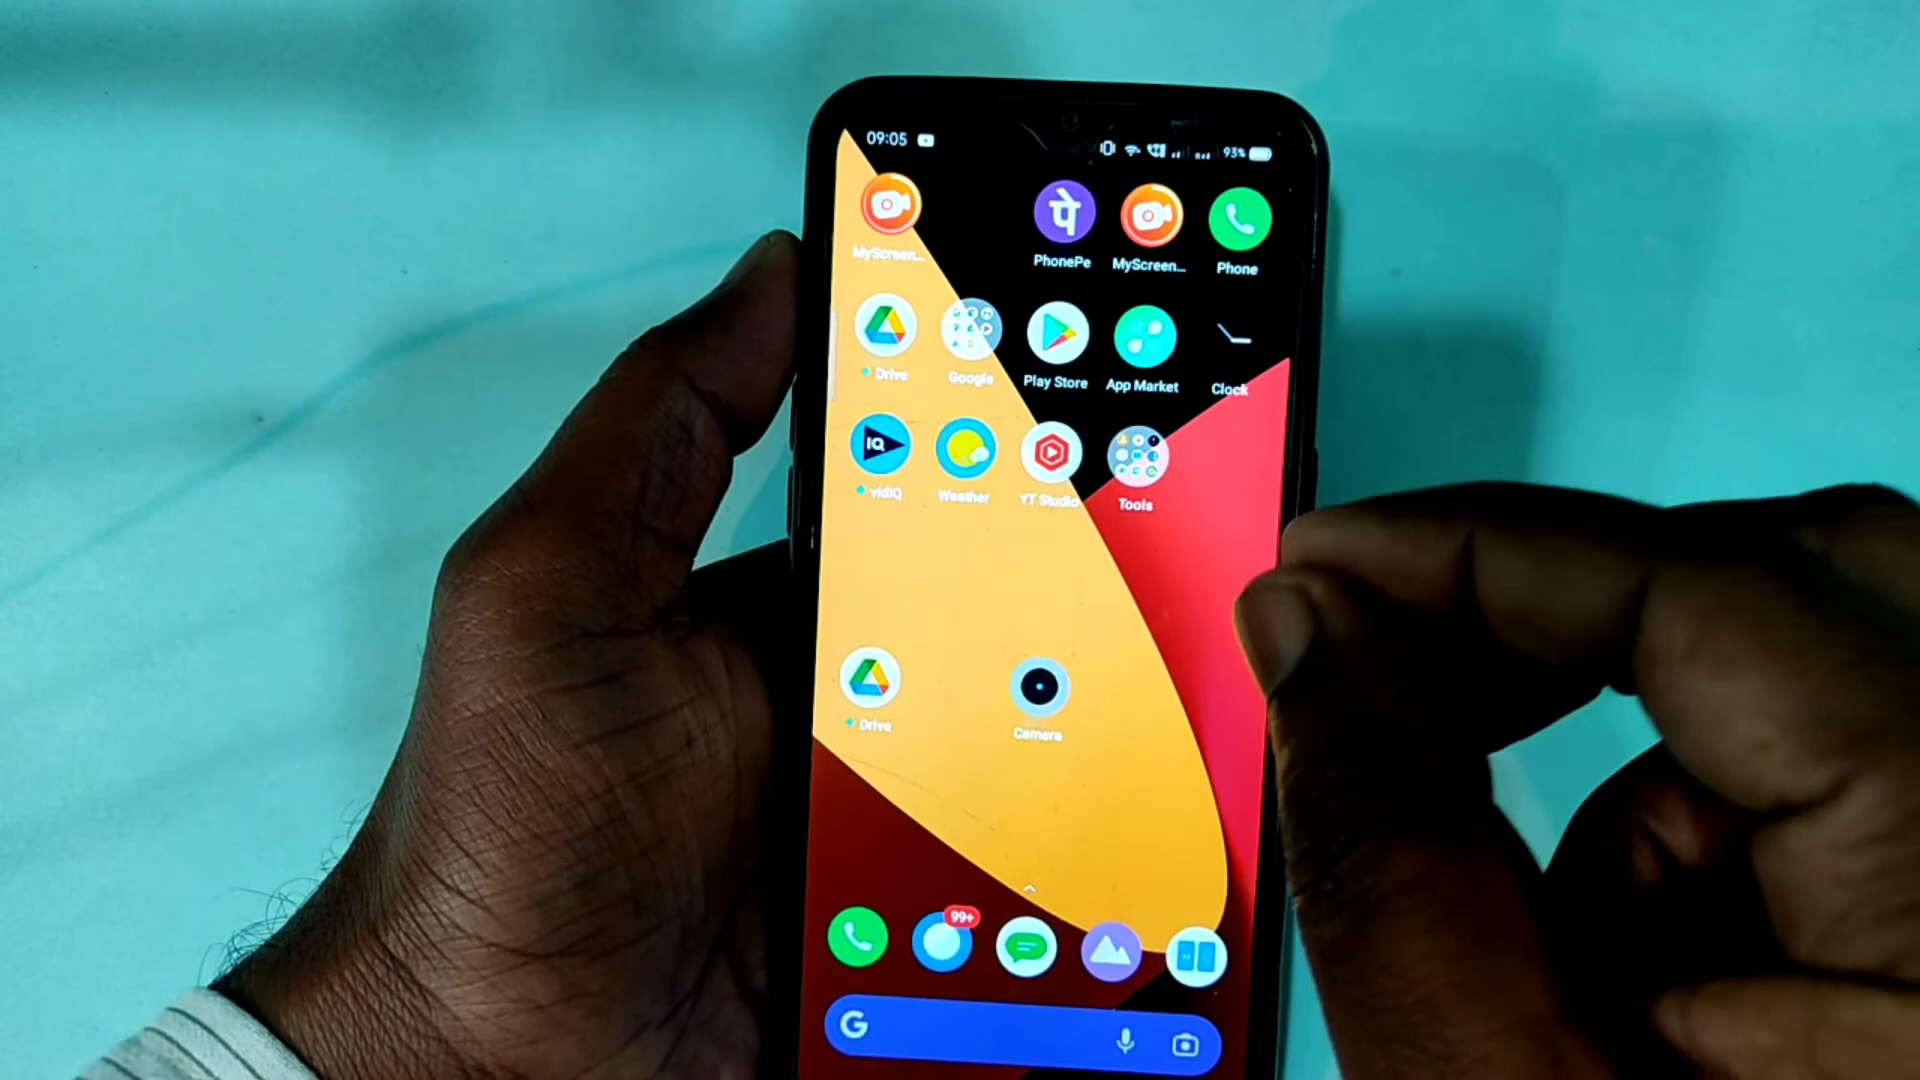 09:05
93%
MyScreen...
पे
PhonePe
MyScreen...
Phone
Drive
Google
Play Store
App Market
Clock
IQ
vidIQ
Weather
YT Studio
Tools
Drive
Camera
99+
G